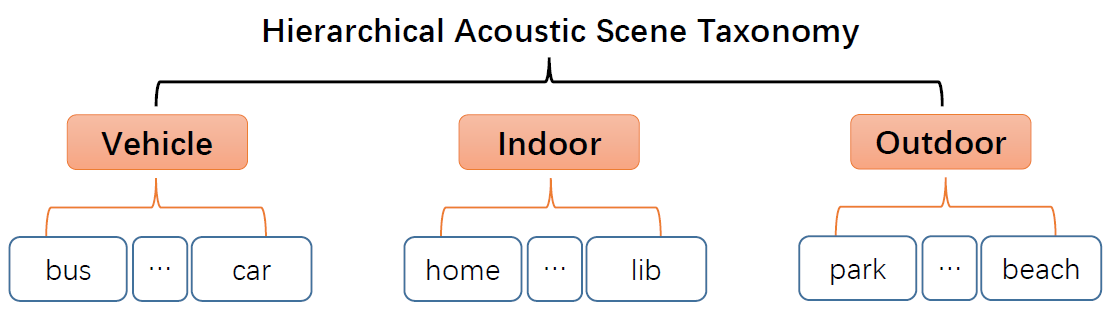 Hierarchical Acoustic Scene Taxonomy
Vehicle Indoor Outdoor
bus ... car home ... lib park ... beach